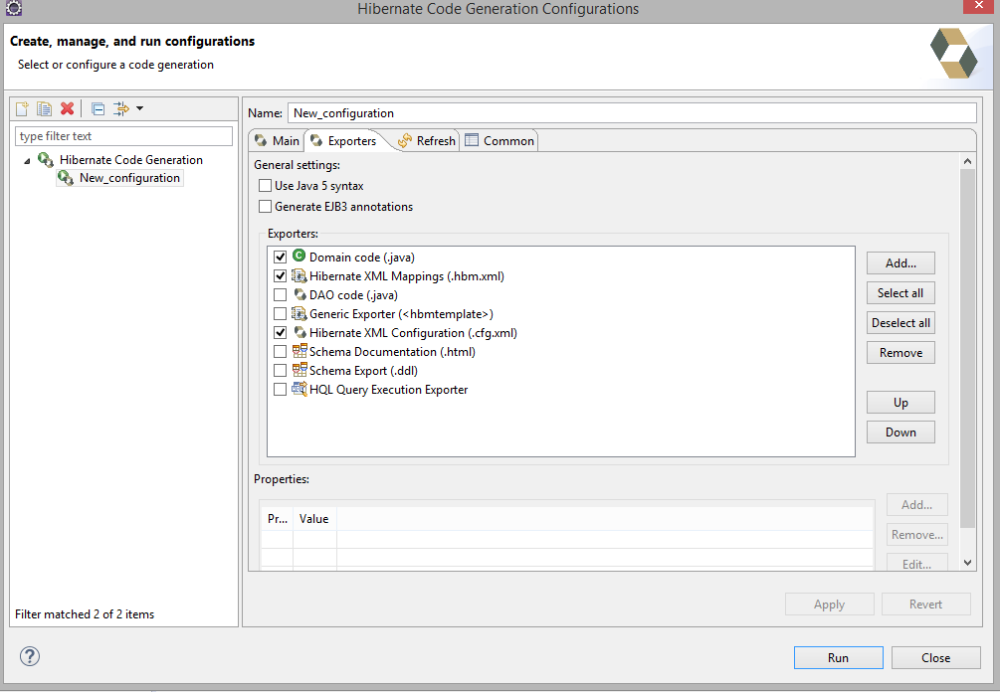 Hibernate Code Generation Configurations
Create, manage, and run configurations
Select or configure a code generation
type filter text
Hibernate Code Generation
New_configuration
Filter matched 2 of 2 items
Name: New_configuration
Main Exporters Refresh Common
General settings:
Use Java 5 syntax
Generate EJB3 annotations
Exporters:
Domain code (.java)
Hibernate XML Mappings (.hbm.xml)
DAO code (.java)
Generic Exporter (<hbmtemplate>)
Hibernate XML Configuration (.cfg.xml)
Schema Documentation (.html)
Schema Export (.ddl)
HQL Query Execution Exporter
Add...
Select all
Deselect all
Remove
Up
Down
Properties:
Pr... Value
Add...
Remove...
Edit...
Apply Revert
Run Close